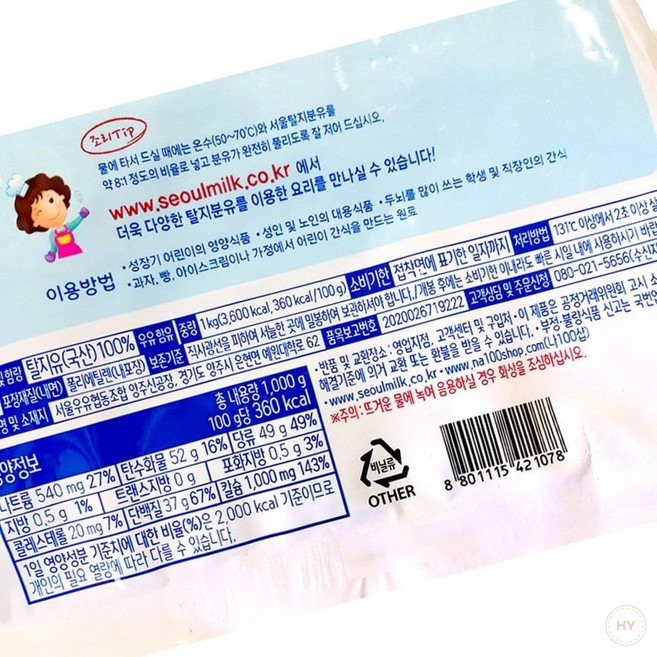 조리Tip
물에 타서 드실 때에는 온수(50~70℃)와 서울탈지분유를
약 8:1 정도의 비율로 넣고 분유가 완전히 풀리도록 잘 저어 드십시오.
www.seoulmilk.co.kr 에서
더욱 다양한 탈지분유를 이용한 요리를 만나실 수 있습니다!
이용방법
·성장기 어린이의 영양식품 ·성인 및 노인의 대용식품 ·두뇌를 많이 쓰는 학생 및 직장인의 간식
·과자, 빵, 아이스크림이나 가정에서 어린이 간식을 만드는 원료
및 함량 탈지유(국산)100% 우유 함유 중량 1kg(3,600 kcal, 360 kcal/100 g) 소비기한 접착면에 표기한 일자까지 처리방법 131℃ 이상에서 2초 이상 살
포장재질(내면) 폴리에틸렌(내포장) 보존기준 직사광선을 피하여 서늘한 곳에 밀봉하여 보관하셔야 합니다./개봉 후에는 소비기한 이내라도 빠른 시일 내에 사용하시기 바란
명 및 소재지 서울우유협동조합 양주신공장, 경기도 양주시 은현면 예원대학로 62 품목보고번호 2020026719222 고객상담 및 주문신청 080-021-5656(수신자
·반품 및 교환장소: 영업지점, 고객센터 및 구입처 ·이 제품은 공정거래위원회 고시 소
해결기준에 의거 교환 또는 환불을 받을 수 있습니다. ·부정·불량식품 신고는 국번없
·www.seoulmilk.co.kr ·www.na100shop.com(나100샵)
※주의: 뜨거운 물에 녹여 음용하실 경우 화상을 조심하십시오.
양정보
총 내용량 1,000 g
100 g당 360 kcal
나트륨 540 mg 27% 탄수화물 52 g 16% 당류 49 g 49%
지방 0.5 g 1% 트랜스지방 0 g 포화지방 0.5 g 3%
콜레스테롤 20 mg 7% 단백질 37 g 67% 칼슘 1,000 mg 143%
1일 영양성분 기준치에 대한 비율(%)은 2,000 kcal 기준이므로
개인의 필요 열량에 따라 다를 수 있습니다.
비닐류
OTHER
8 801115 421078
HY